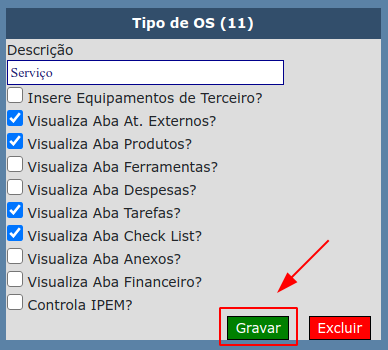 Tipo de OS (11)
Descrição
Serviço
Insere Equipamentos de Terceiro?
Visualiza Aba At. Externos?
Visualiza Aba Produtos?
Visualiza Aba Ferramentas?
Visualiza Aba Despesas?
Visualiza Aba Tarefas?
Visualiza Aba Check List?
Visualiza Aba Anexos?
Visualiza Aba Financeiro?
Controla IPEM?
Gravar Excluir